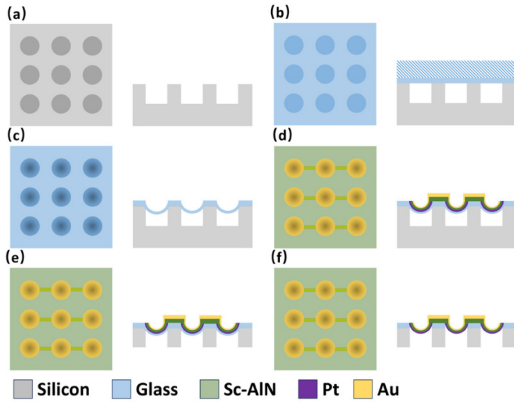 (a)
(b)
(c)
(d)
(e)
(f)
Silicon Glass Sc-AlN Pt Au